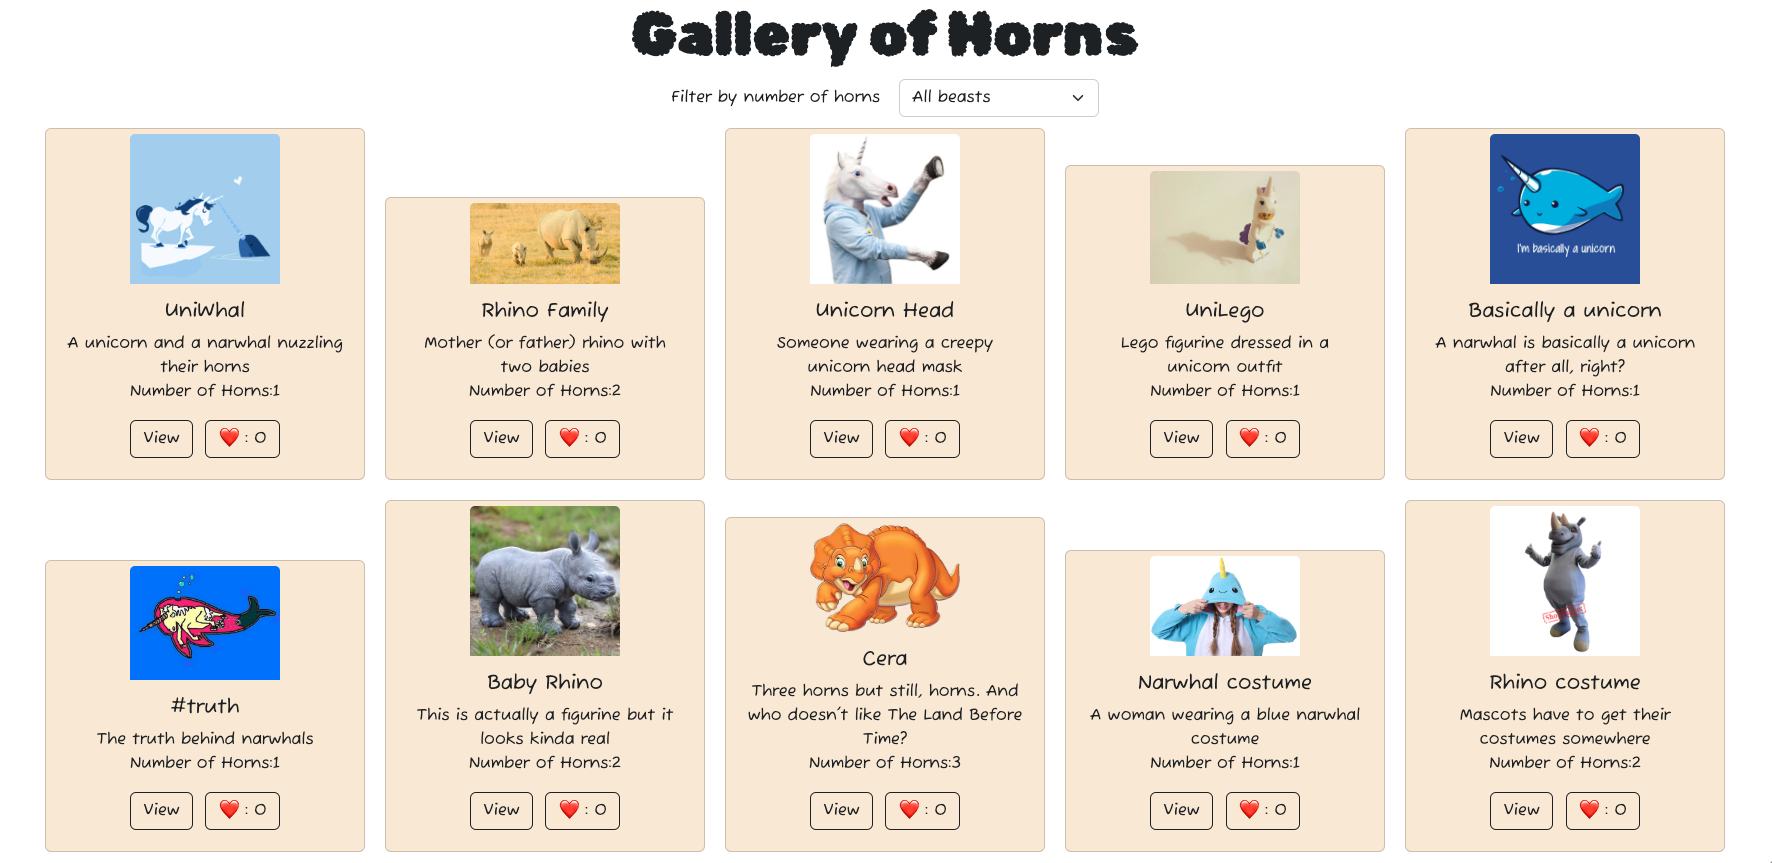 Gallery of Horns
Filter by number of horns
All beasts
I'm basically a unicorn
UniWhal
A unicorn and a narwhal nuzzling
their horns
Number of Horns:1
View
❤️ : 0
Rhino Family
Mother (or father) rhino with
two babies
Number of Horns:2
View
❤️ : 0
Unicorn Head
Someone wearing a creepy
unicorn head mask
Number of Horns:1
View
❤️ : 0
UniLego
Lego figurine dressed in a
unicorn outfit
Number of Horns:1
View
❤️ : 0
Basically a unicorn
A narwhal is basically a unicorn
after all, right?
Number of Horns:1
View
❤️ : 0
#truth
The truth behind narwhals
Number of Horns:1
View
❤️ : 0
Baby Rhino
This is actually a figurine but it
looks kinda real
Number of Horns:2
View
❤️ : 0
Cera
Three horns but still, horns. And
who doesn't like The Land Before
Time?
Number of Horns:3
View
❤️ : 0
Narwhal costume
A woman wearing a blue narwhal
costume
Number of Horns:1
View
❤️ : 0
Rhino costume
Mascots have to get their
costumes somewhere
Number of Horns:2
View
❤️ : 0